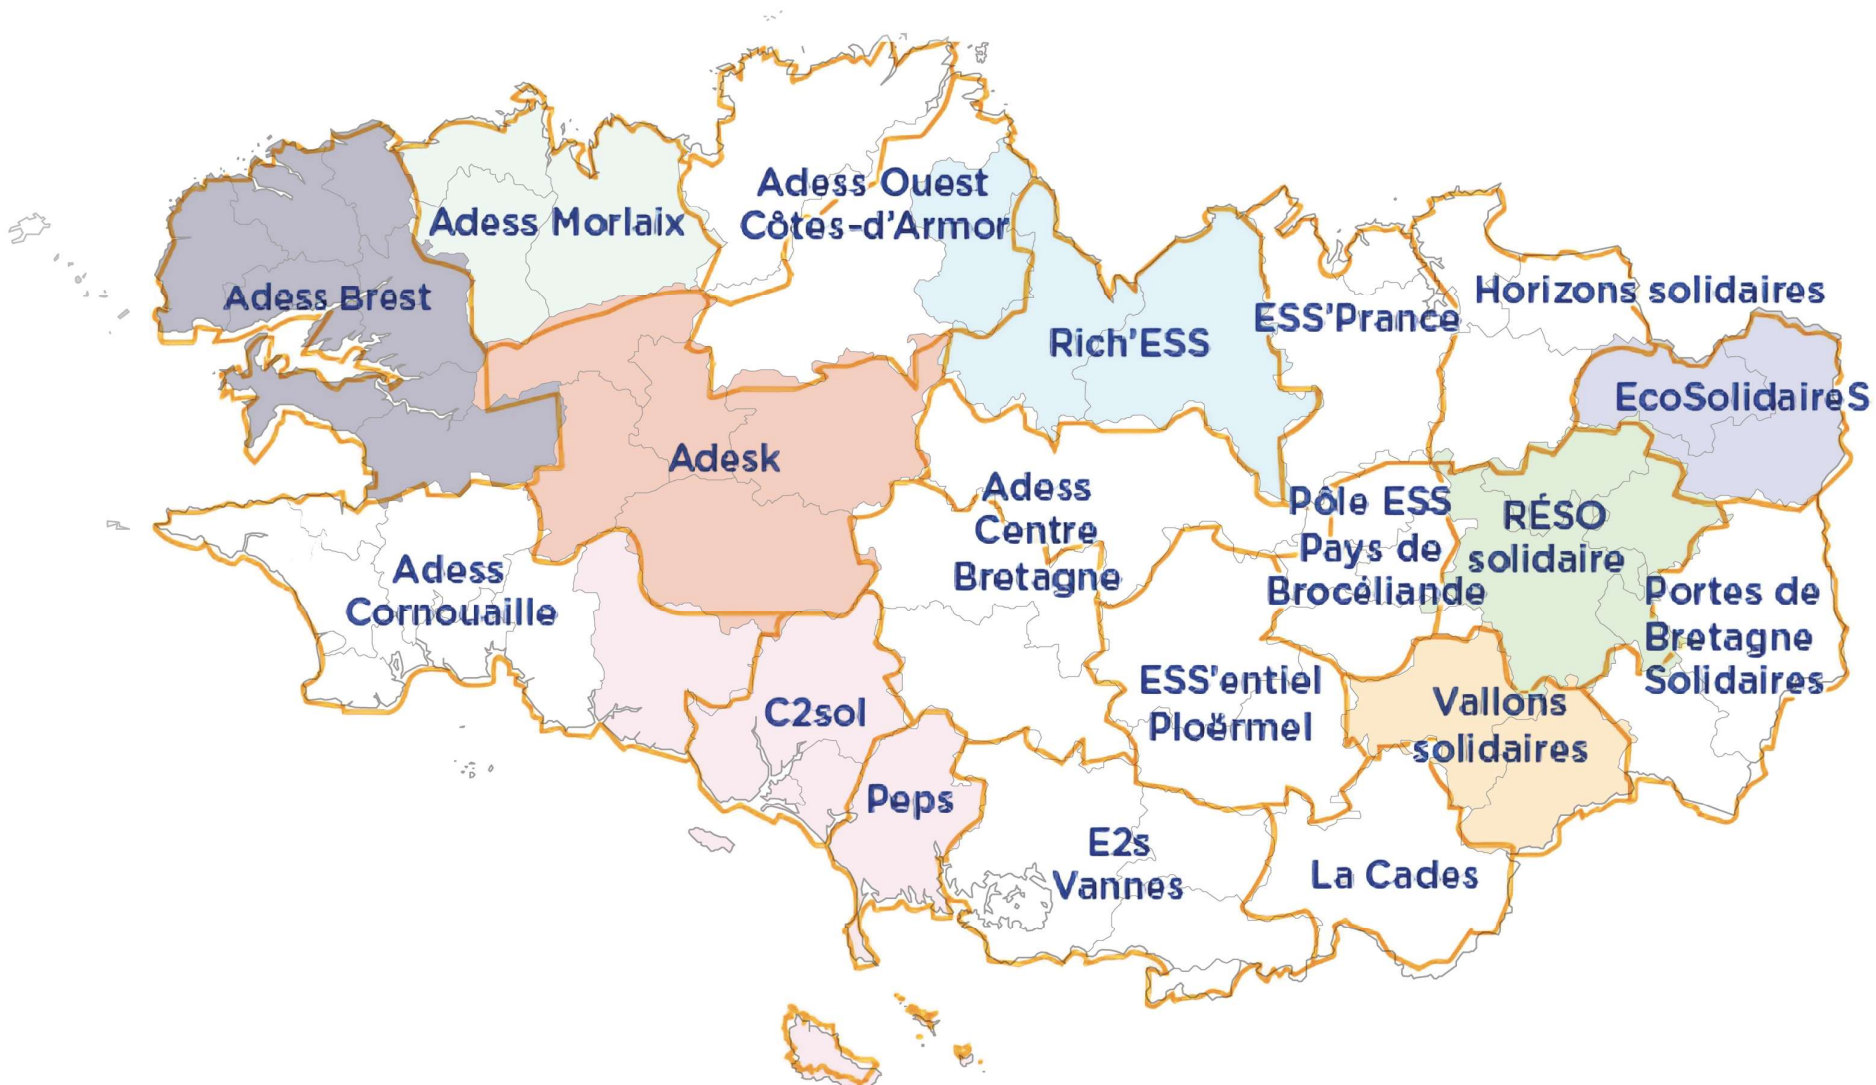 Adess Ouest
Côtes-d'Armor
Adess Morlaix
Adess Brest
Horizons solidaires
ESS'Prance
Rich'ESS
EcoSolidaireS
Adesk
Adess
Centre
Bretagne
Pôle ESS
Pays de
Brocéliande
RÉSO
solidaire
Adess
Cornouaille
Portes de
Bretagne
Solidaires
ESS'entiel
Ploërmel
Vallons
solidaires
C2sol
Peps
E2s
Vannes
La Cades